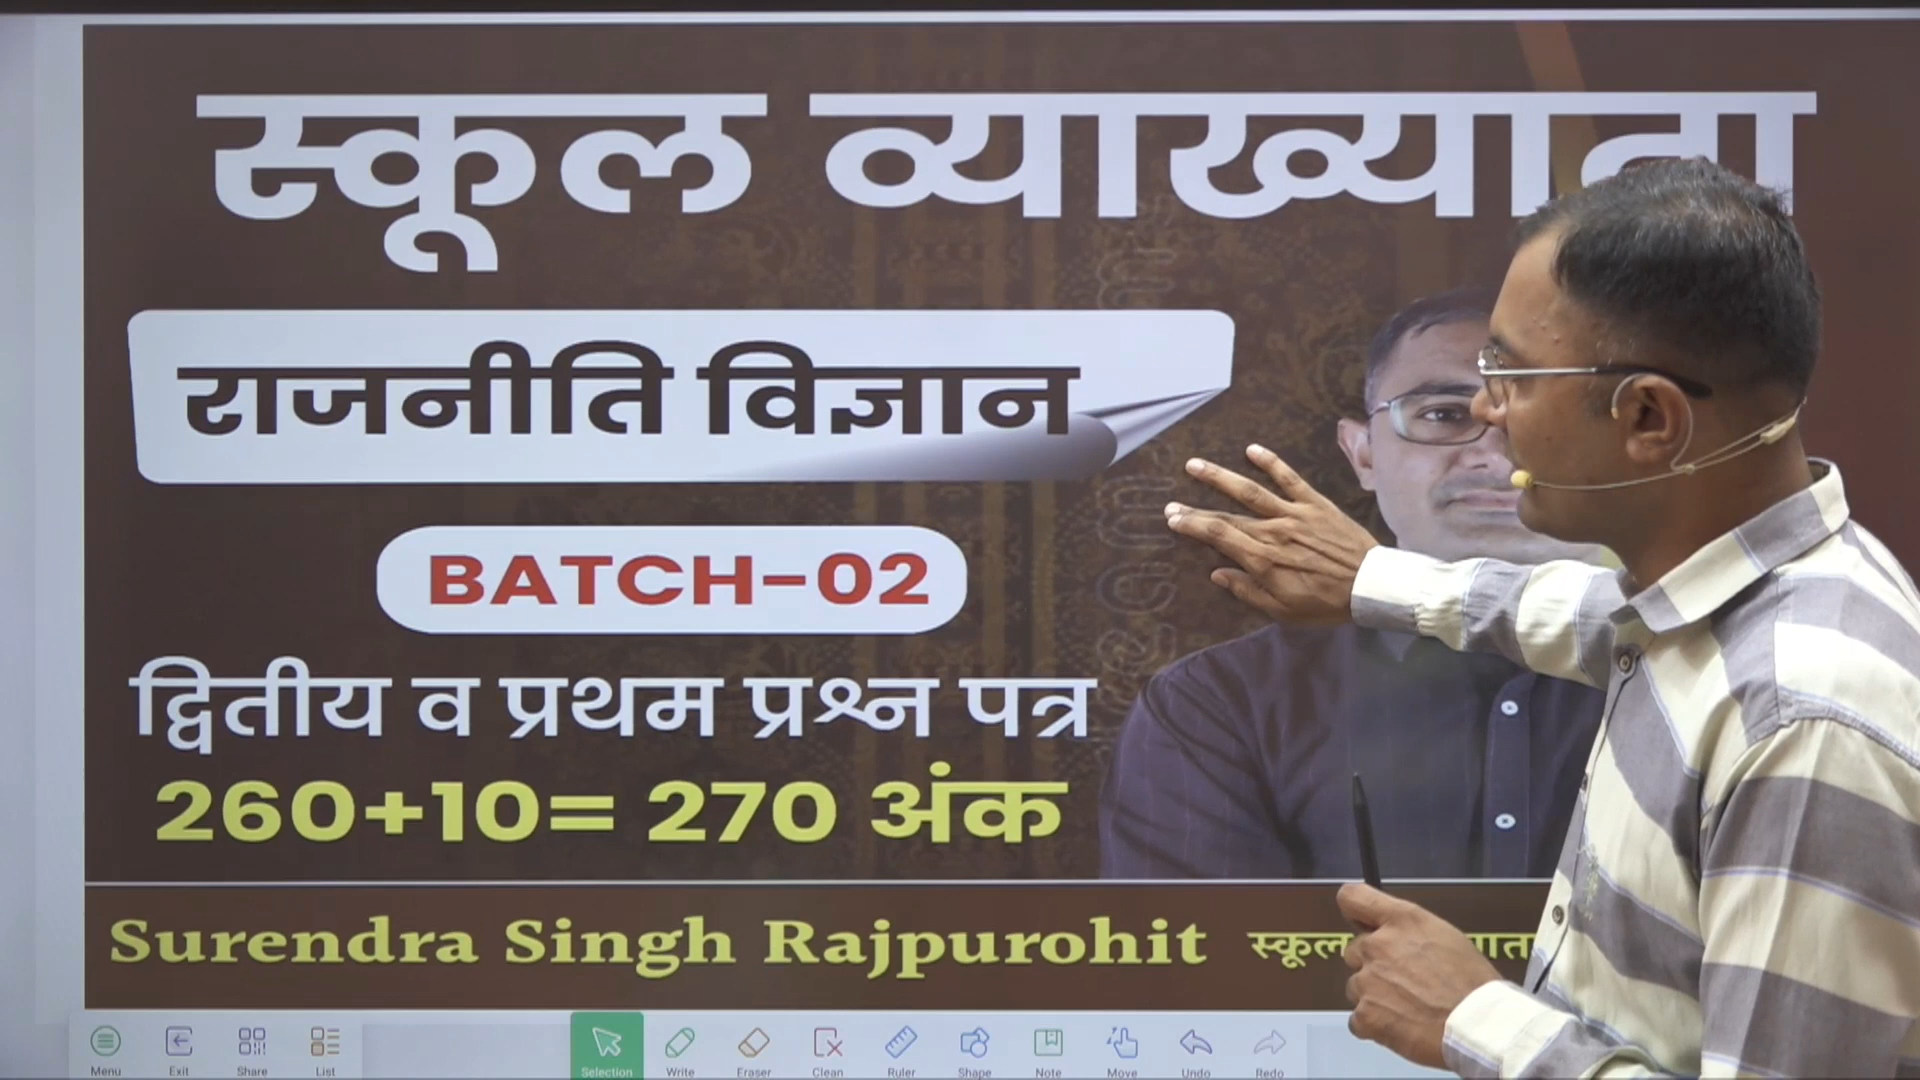 स्कूल व्याख्याता
राजनीति विज्ञान
BATCH-02
द्वितीय व प्रथम प्रश्न पत्र
260+10= 270 अंक
Surendra Singh Rajpurohit स्कूल
Menu Exit Share List Selection Write Eraser Clean Ruler Shape Note Move Undo Redo